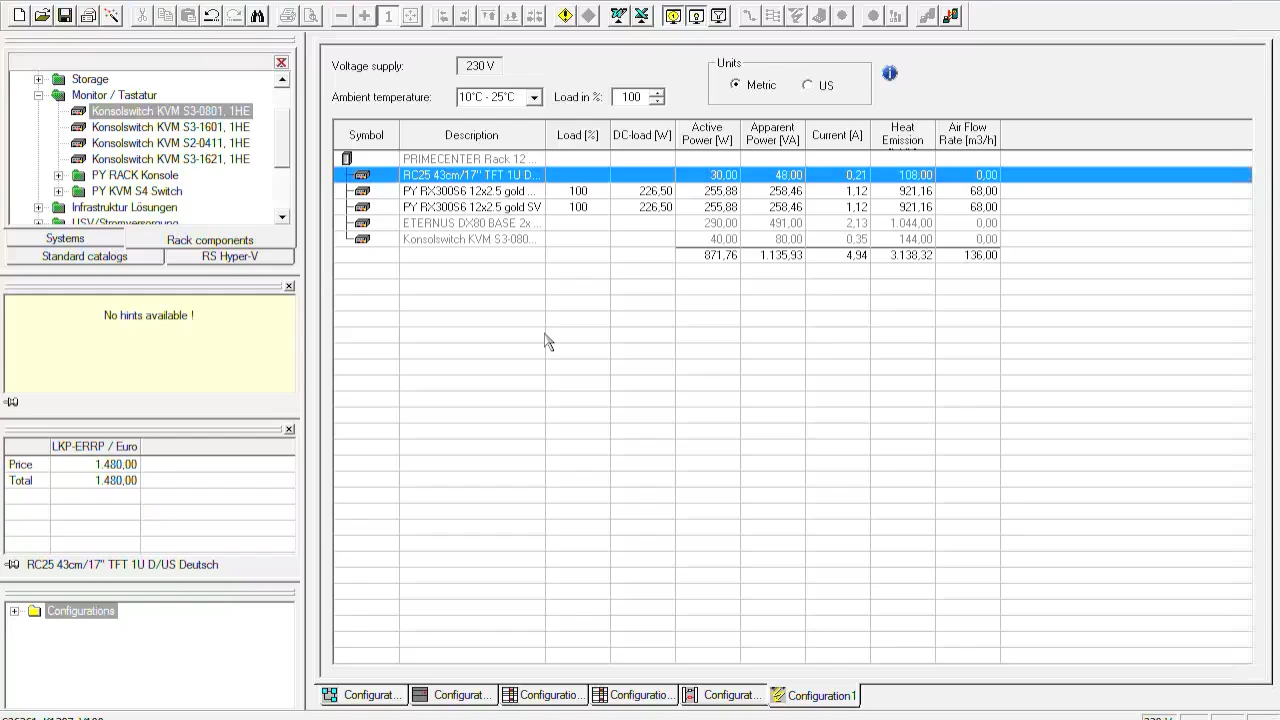 1
Storage
Monitor / Tastatur
Konsolswitch KVM S3-0801, 1HE
Konsolswitch KVM S3-1601, 1HE
Konsolswitch KVM S2-0411, 1HE
Konsolswitch KVM S3-1621, 1HE
PY RACK Konsole
PY KVM S4 Switch
Infrastruktur Lösungen
USV/Stromversorgung
Systems Rack components
Standard catalogs RS Hyper-V
No hints available !
LKP-ERRP / Euro
Price 1.480,00
Total 1.480,00
RC25 43cm/17" TFT 1U D/US Deutsch
Configurations
Voltage supply: 230 V
Ambient temperature: 10°C - 25°C Load in %: 100
Units
Metric US
Symbol Description Load [%] DC-load [W] Active Power [W] Apparent Power [VA] Current [A] Heat Emission Air Flow Rate [m3/h]
PRIMECENTER Rack 12 ...
RC25 43cm/17" TFT 1U D... 30,00 48,00 0,21 108,00 0,00
PY RX300S6 12x2.5 gold ... 100 226,50 255,88 258,46 1,12 921,16 68,00
PY RX300S6 12x2.5 gold SV 100 226,50 255,88 258,46 1,12 921,16 68,00
ETERNUS DX80 BASE 2x ... 290,00 491,00 2,13 1.044,00 0,00
Konsolswitch KVM S3-080... 40,00 80,00 0,35 144,00 0,00
871,76 1.135,93 4,94 3.138,32 136,00
Configurat... Configurat... Configuratio... Configuratio... Configurat... Configuration1